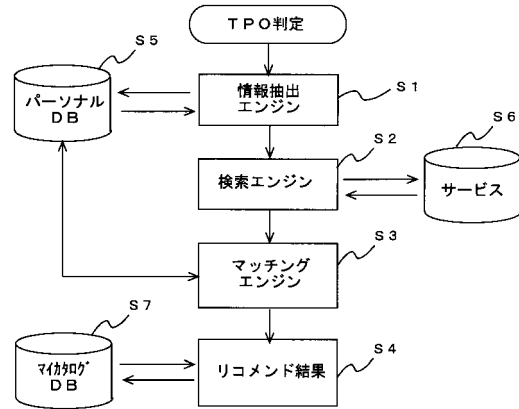 TPO判定
S5
パーソナル
DB
情報抽出
エンジン
S1
S2
検索エンジン
S6
サービス
S3
マッチング
エンジン
S7
マイカタログ
DB
リコメンド結果
S4